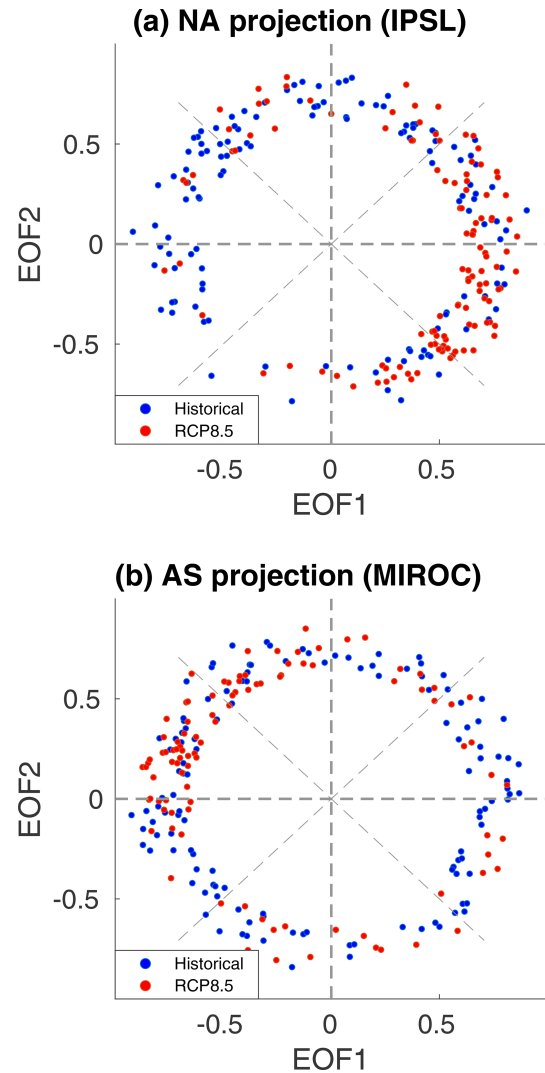 (a) NA projection (IPSL)
EOF2
0.5
0
-0.5
Historical
RCP8.5
-0.5 0 0.5
EOF1
(b) AS projection (MIROC)
EOF2
0.5
0
-0.5
Historical
RCP8.5
-0.5 0 0.5
EOF1